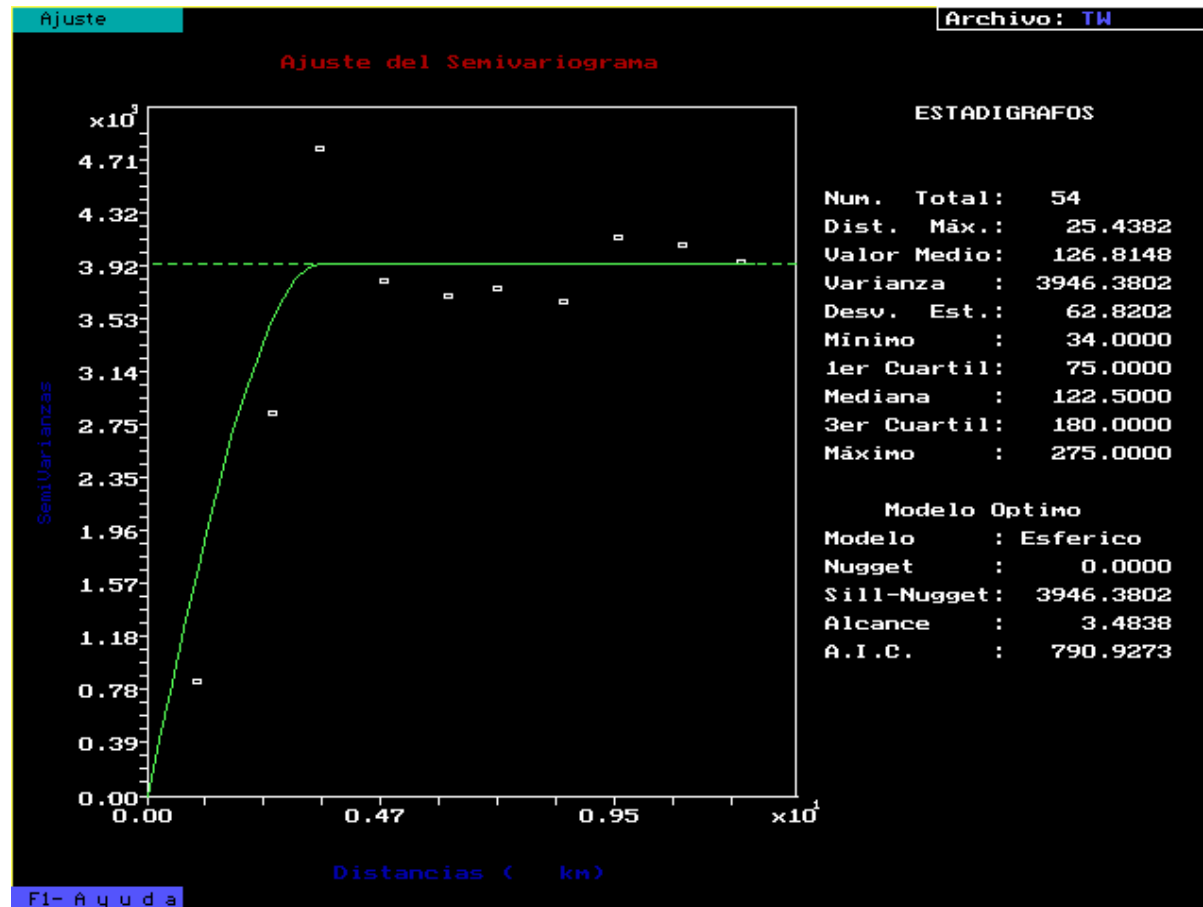 Ajuste
Archivo: TW
Ajuste del Semivariograma
x10³
4.71
4.32
3.92
3.53
3.14
2.75
2.35
1.96
1.57
1.18
0.78
0.39
0.00
SemiVarianzas
0.00 0.47 0.95 x10¹
Distancias ( km)
ESTADIGRAFOS
Num. Total: 54
Dist. Máx.: 25.4382
Valor Medio: 126.8148
Varianza : 3946.3802
Desv. Est.: 62.8202
Mínimo : 34.0000
1er Cuartil: 75.0000
Mediana : 122.5000
3er Cuartil: 180.0000
Máximo : 275.0000
Modelo Optimo
Modelo : Esferico
Nugget : 0.0000
Sill-Nugget: 3946.3802
Alcance : 3.4838
A.I.C. : 790.9273
F1- A y u d a